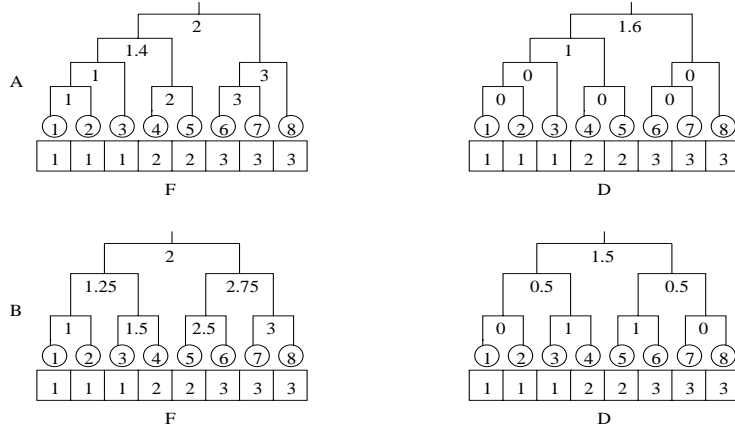 2 1.6
1.4 1
A 1 3 0 0
1 2 3 0 0 0
1 2 3 4 5 6 7 8 1 2 3 4 5 6 7 8
1 1 1 2 2 3 3 3 1 1 1 2 2 3 3 3
F D
2 1.5
1.25 2.75 0.5 0.5
B 1 1.5 2.5 3 0 1 1 0
1 2 3 4 5 6 7 8 1 2 3 4 5 6 7 8
1 1 1 2 2 3 3 3 1 1 1 2 2 3 3 3
F D